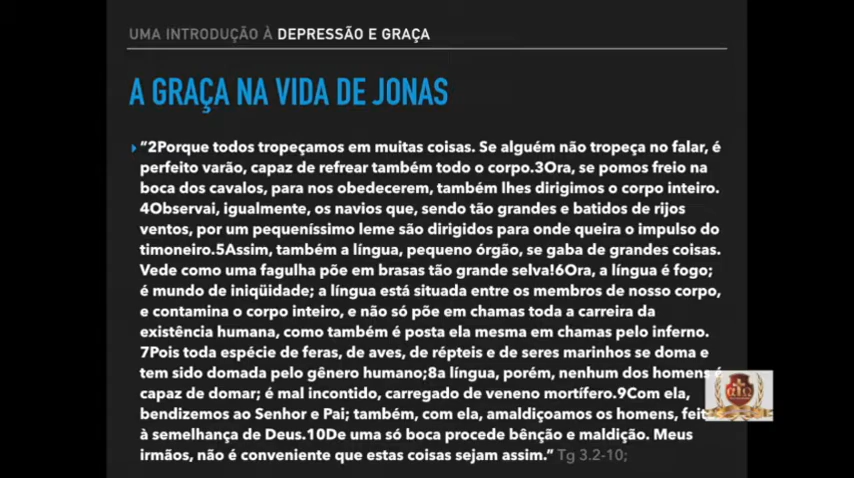 UMA INTRODUÇÃO À DEPRESSÃO E GRAÇA
A GRAÇA NA VIDA DE JONAS
“2Porque todos tropeçamos em muitas coisas. Se alguém não tropeça no falar, é
perfeito varão, capaz de refrear também todo o corpo.3Ora, se pomos freio na
boca dos cavalos, para nos obedecerem, também lhes dirigimos o corpo inteiro.
4Observai, igualmente, os navios que, sendo tão grandes e batidos de rijos
ventos, por um pequeníssimo leme são dirigidos para onde queira o impulso do
timoneiro.5Assim, também a língua, pequeno órgão, se gaba de grandes coisas.
Vede como uma fagulha põe em brasas tão grande selva!6Ora, a língua é fogo;
é mundo de iniqüidade; a língua está situada entre os membros de nosso corpo,
e contamina o corpo inteiro, e não só põe em chamas toda a carreira da
existência humana, como também é posta ela mesma em chamas pelo inferno.
7Pois toda espécie de feras, de aves, de répteis e de seres marinhos se doma e
tem sido domada pelo gênero humano;8a língua, porém, nenhum dos homens é
capaz de domar; é mal incontido, carregado de veneno mortífero.9Com ela,
bendizemos ao Senhor e Pai; também, com ela, amaldiçoamos os homens, feit
à semelhança de Deus.10De uma só boca procede bênção e maldição. Meus
irmãos, não é conveniente que estas coisas sejam assim.” Tg 3.2-10;